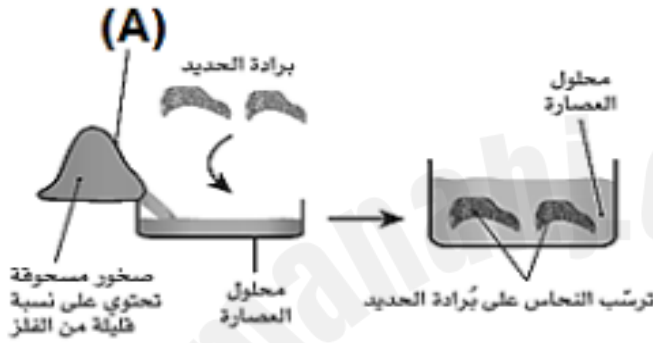 (A)
برادة الحديد
محلول
العصارة
صخور مسحوقة
تحتوي على نسبة
قليلة من الفلز
محلول
العصارة
ترسّب النحاس على بُرادة الحديد
manahj.c